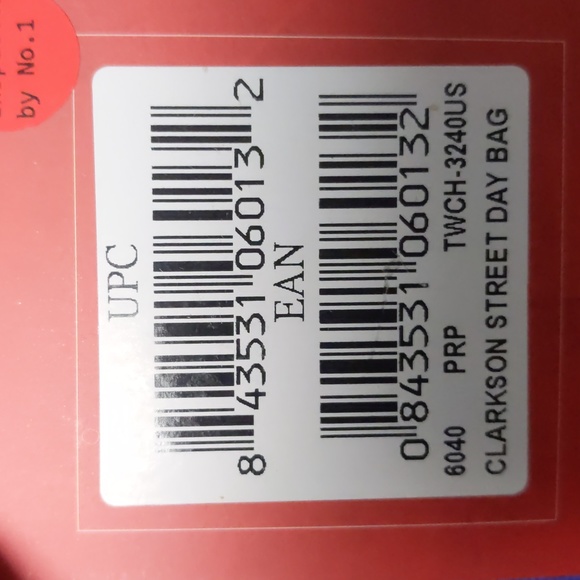 by No.1
UPC
8 43531 06013 2
EAN
0 843531 060132
6040 PRP TWCH-3240US
CLARKSON STREET DAY BAG